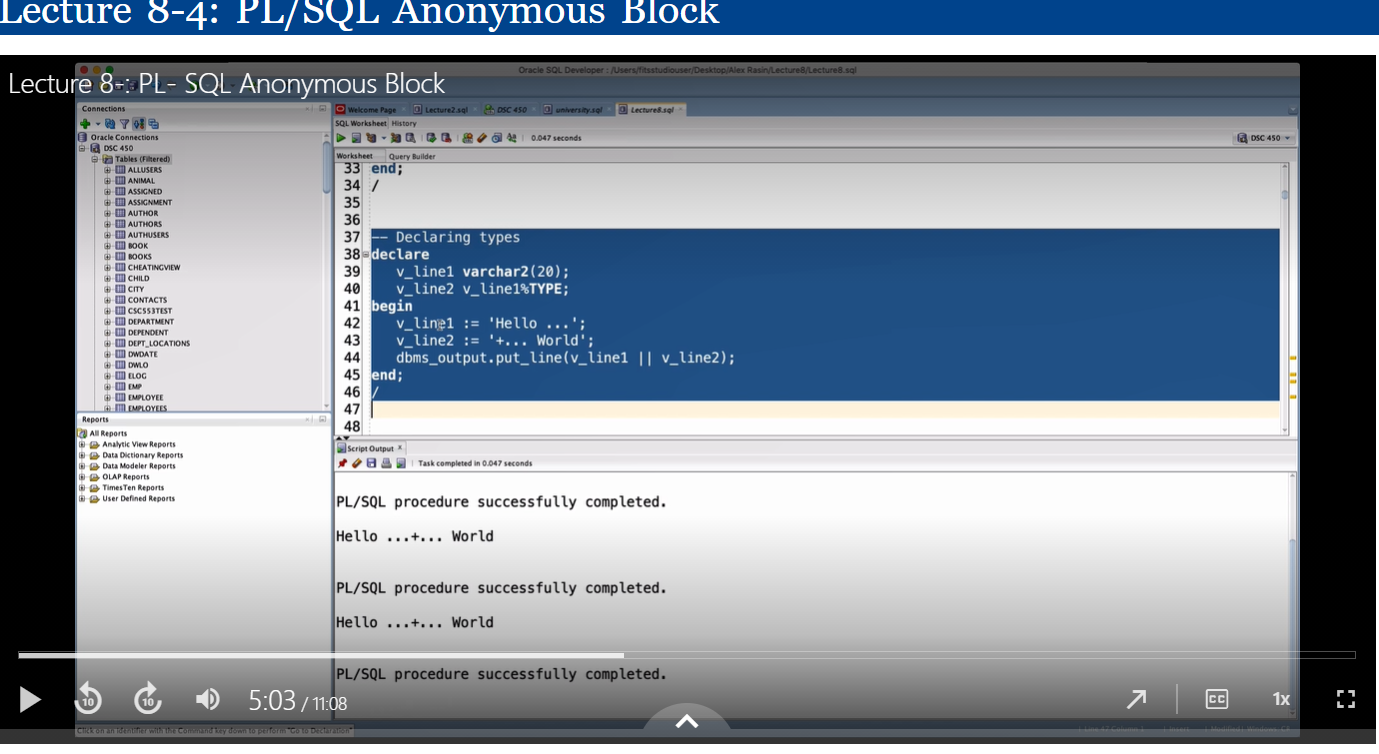 Lecture 8-4: PL/SQL Anonymous Block
Oracle SQL Developer : /Users/fitsstudiouser/Desktop/Alex Rasin/Lecture8/Lecture8.sql
Lecture 8-: PL- SQL Anonymous Block
Connections
Welcome Page
Lecture2.sql
DSC 450
university.sql
Lecture8.sql
SQL Worksheet
History
0.047 seconds
DSC 450
Worksheet
Query Builder
Oracle Connections
DSC 450
Tables (Filtered)
ALLUSERS
ANIMAL
ASSIGNED
ASSIGNMENT
AUTHOR
AUTHORS
AUTHUSERS
BOOK
BOOKS
CHEATINGVIEW
CHILD
CITY
CONTACTS
CSC553TEST
DEPARTMENT
DEPENDENT
DEPT_LOCATIONS
DWDATE
DWLO
ELOG
EMP
EMPLOYEE
EMPLOYEES
33 end;
34 /
35
36
37 -- Declaring types
38 declare
39 v_line1 varchar2(20);
40 v_line2 v_line1%TYPE;
41 begin
42 v_line1 := 'Hello ...';
43 v_line2 := '+... World';
44 dbms_output.put_line(v_line1 || v_line2);
45 end;
46 /
47
48
Reports
All Reports
Analytic View Reports
Data Dictionary Reports
Data Modeler Reports
OLAP Reports
TimesTen Reports
User Defined Reports
Script Output
Task completed in 0.047 seconds
PL/SQL procedure successfully completed.
Hello ...+... World
PL/SQL procedure successfully completed.
Hello ...+... World
PL/SQL procedure successfully completed.
10
10
5:03 / 11:08
CC
1x
Click on an identifier with the Command key down to perform "Go to Declaration"
Line 47 Column 1
Insert